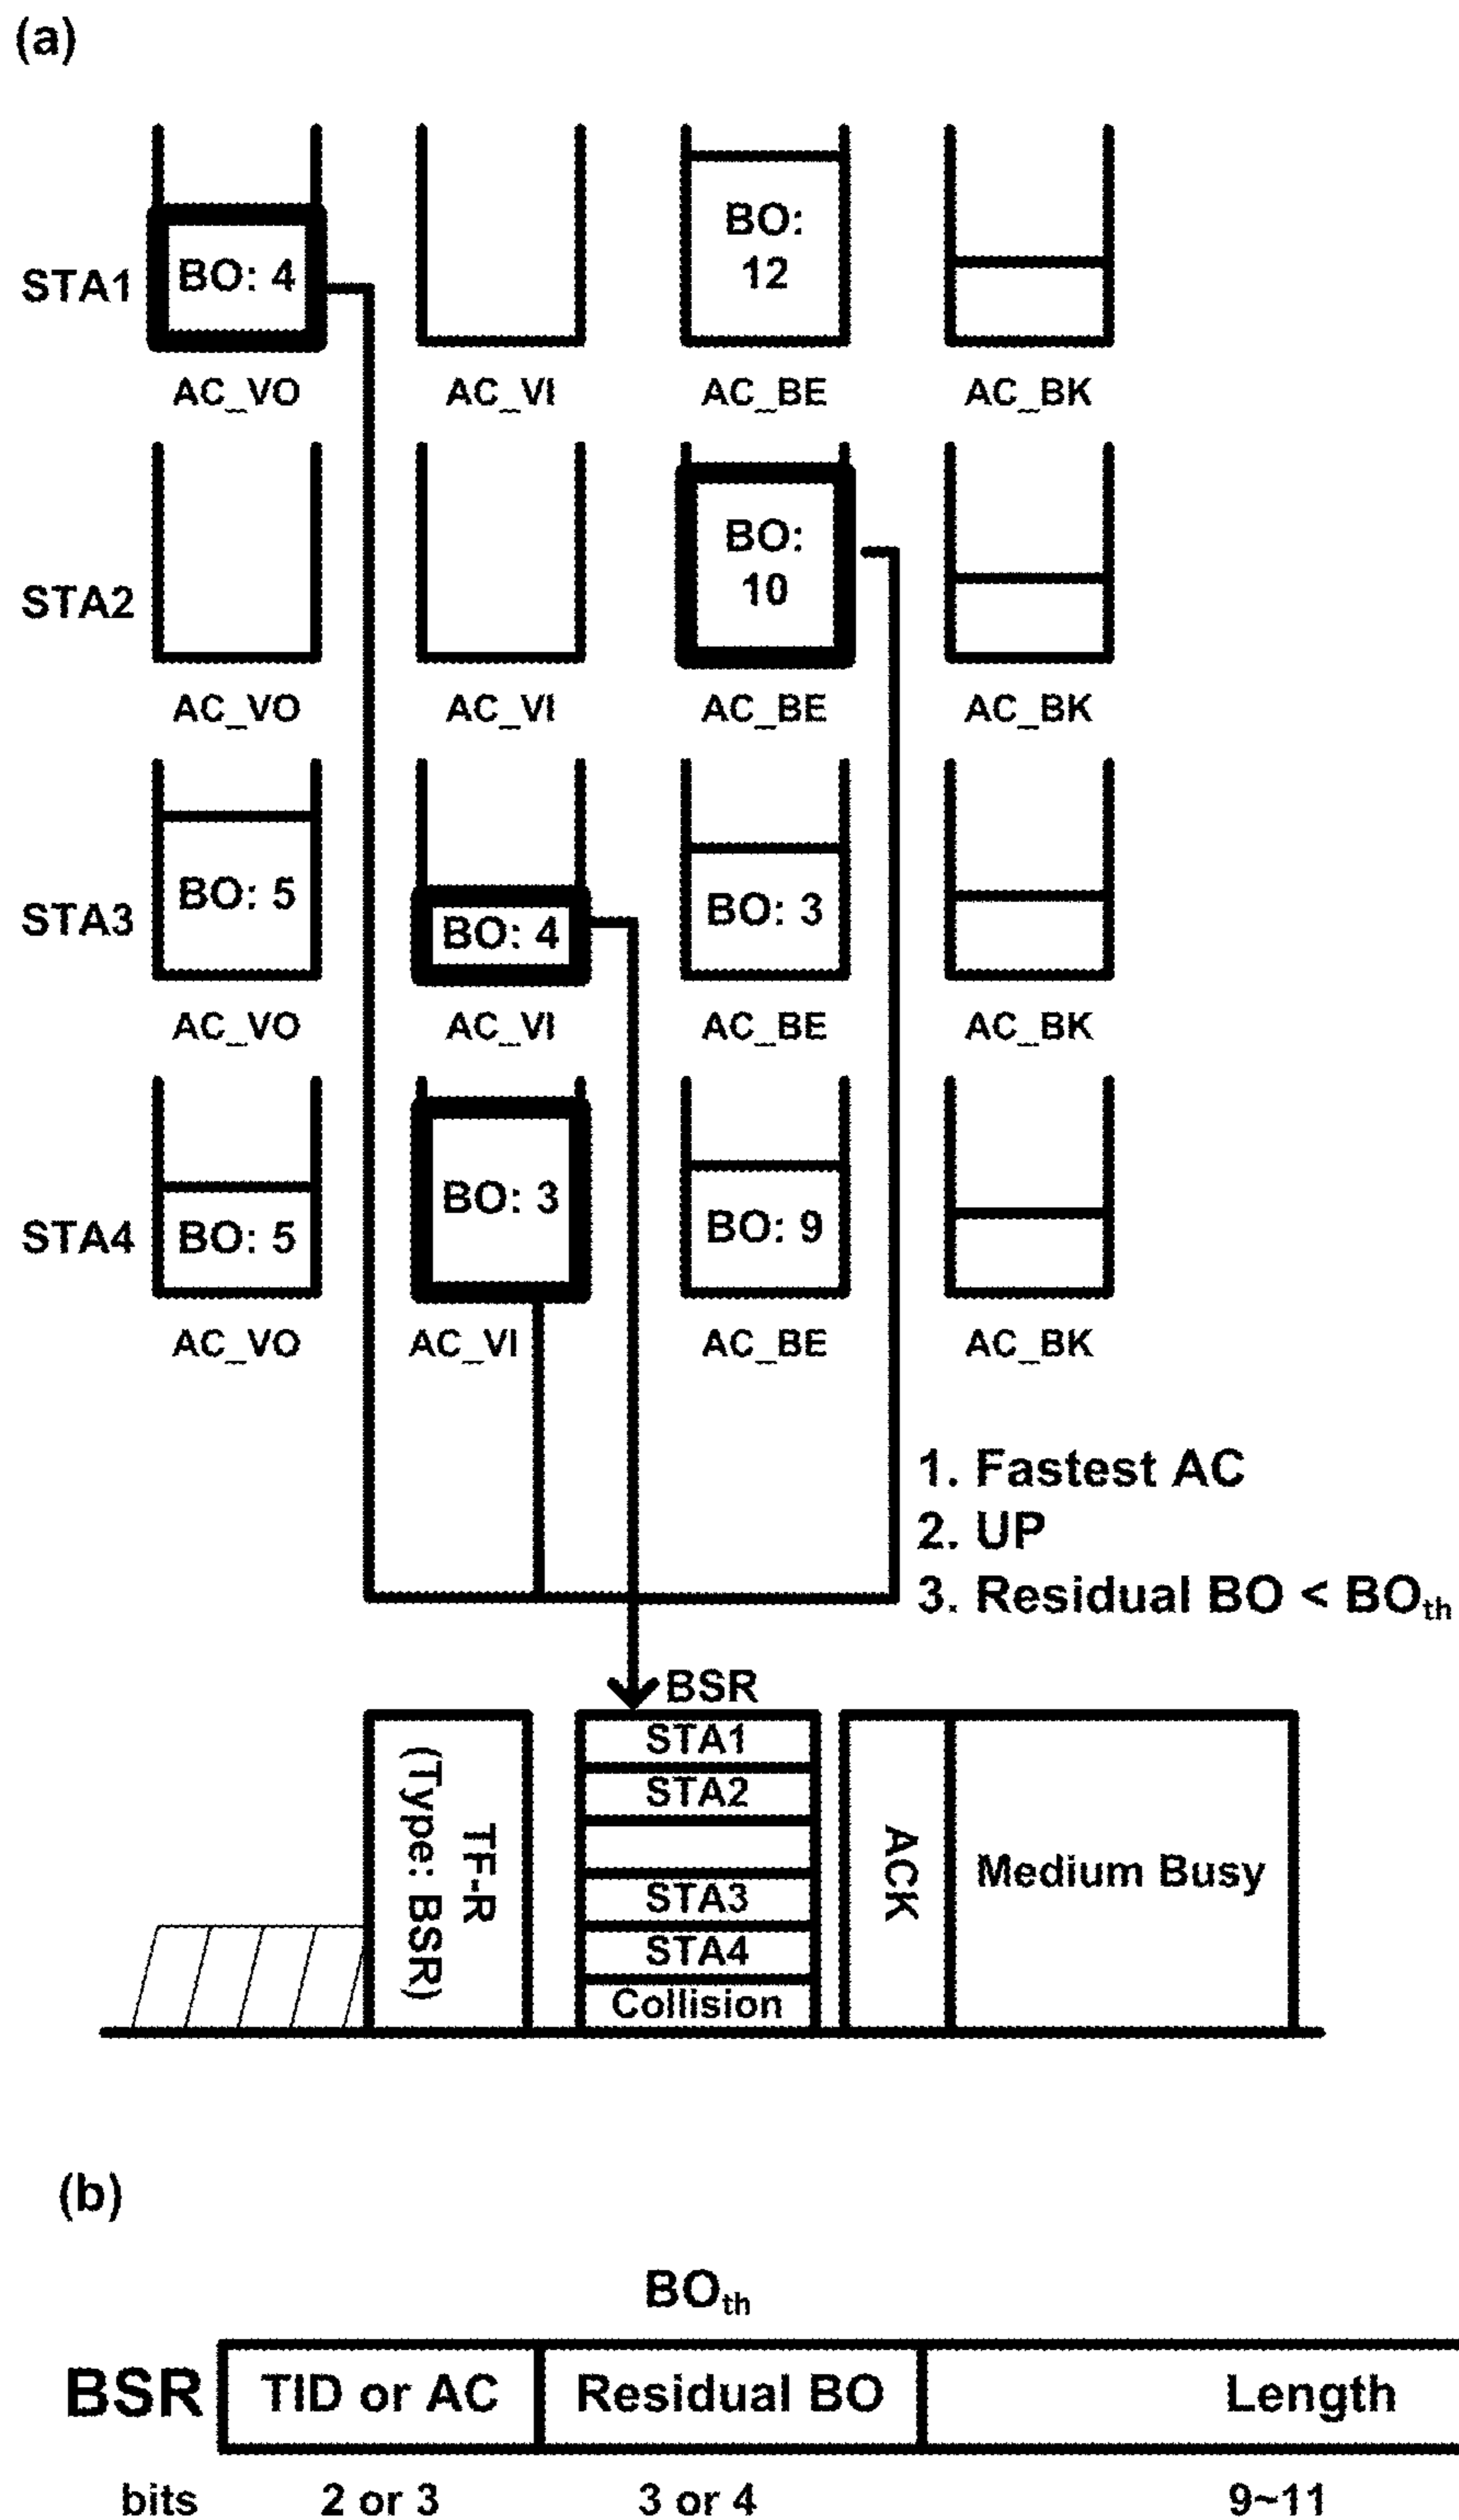 (a)
BO: 4
BO:
12
STA1
AC_VO
AC_VI
AC_BE
AC_BK
BO:
10
STA2
AC_VO
AC_VI
AC_BE
AC_BK
BO: 5
BO: 4
BO: 3
STA3
AC_VO
AC_VI
AC_BE
AC_BK
BO: 5
BO: 3
BO: 9
STA4
AC_VO
AC_VI
AC_BE
AC_BK
1. Fastest AC
2. UP
3. Residual BO < BOth
BSR
TF-R
(Type: BSR)
STA1
STA2
STA3
STA4
Collision
ACK
Medium Busy
(b)
BOth
BSR TID or AC Residual BO Length
bits 2 or 3 3 or 4 9~11